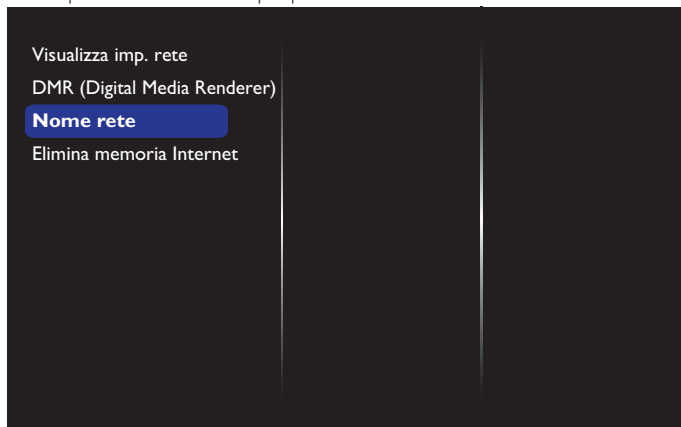 Visualizza imp. rete
DMR (Digital Media Renderer)
Nome rete
Elimina memoria Internet